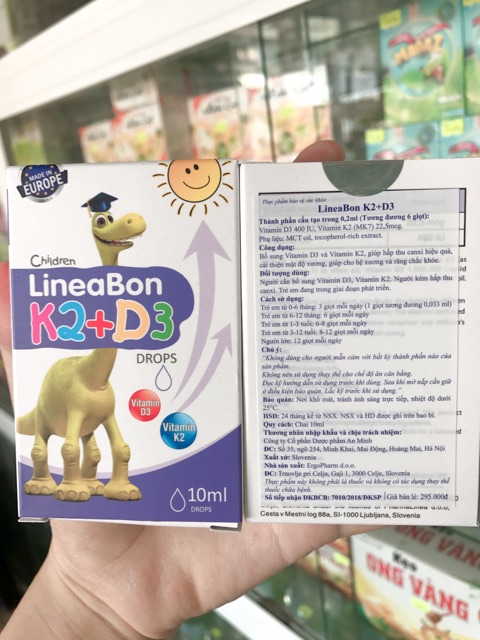 MADE IN
EUROPE
Children
LineaBon
K2+D3
DROPS
Vitamin
D3
Vitamin
K2
10ml
DROPS
Thực phẩm bảo vệ sức khỏe
LineaBon K2+D3
Thành phần cấu tạo trong 0,2ml (Tương đương 6 giọt):
Vitamin D3 400 IU, Vitamin K2 (MK7) 22,5mcg.
Phụ liệu: MCT oil, tocopherol-rich extract.
Công dụng:
Bổ sung Vitamin D3 và Vitamin K2, giúp hấp thu canxi hiệu quả,
cải thiện mật độ xương, giúp cho hệ xương và răng chắc khỏe.
Đối tượng dùng:
Người cần bổ sung Vitamin D3, Vitamin K2. Người kém hấp thu
canxi. Trẻ em đang trong giai đoạn phát triển.
Cách sử dụng:
Trẻ em từ 0-6 tháng: 3 giọt mỗi ngày (1 giọt tương đương 0,033 ml)
Trẻ em từ 6-12 tháng: 6 giọt mỗi ngày
Trẻ em từ 1-3 tuổi: 6-8 giọt mỗi ngày
Trẻ em từ 3-12 tuổi: 8-12 giọt mỗi ngày
Người lớn: 12 giọt mỗi ngày
Chú ý:
"Không dùng cho người mẫn cảm với bất kỳ thành phần nào của
sản phẩm.
Không nên sử dụng thay thế cho chế độ ăn cân bằng.
Đọc kỹ hướng dẫn sử dụng trước khi dùng. Sau khi mở nắp cần giữ
ở điều kiện bảo quản. Lắc kỹ trước khi sử dụng."
Bảo quản: Nơi khô mát, tránh ánh sáng trực tiếp, nhiệt độ dưới
25°C.
HSD: 24 tháng kể từ NSX, NSX và HD được ghi trên bao bì.
Quy cách: Chai 10ml
Thương nhân nhập khẩu và chịu trách nhiệm:
Công ty Cổ Phần Dược phẩm An Minh
ĐC: Số 35, ngõ 254, Minh Khai, Mai Động, Hoàng Mai, Hà Nội
Xuất xứ: Slovenia
Nhà sản xuất: ErgoPharm d.o.o.
ĐC: Trnovlje pri Celju, Gaji 1, 3000 Celje, Slovenia
Thực phẩm này không phải là thuốc và không có tác dụng thay thế
thuốc chữa bệnh.
Số tiếp nhận ĐKBCB: 7010/2018/ĐKSP Giá bán lẻ: 295.000đ
Cesta v Mestni log 88a, SI-1000 Ljubljana, Slovenia
Kẹo
ONG VÀNG